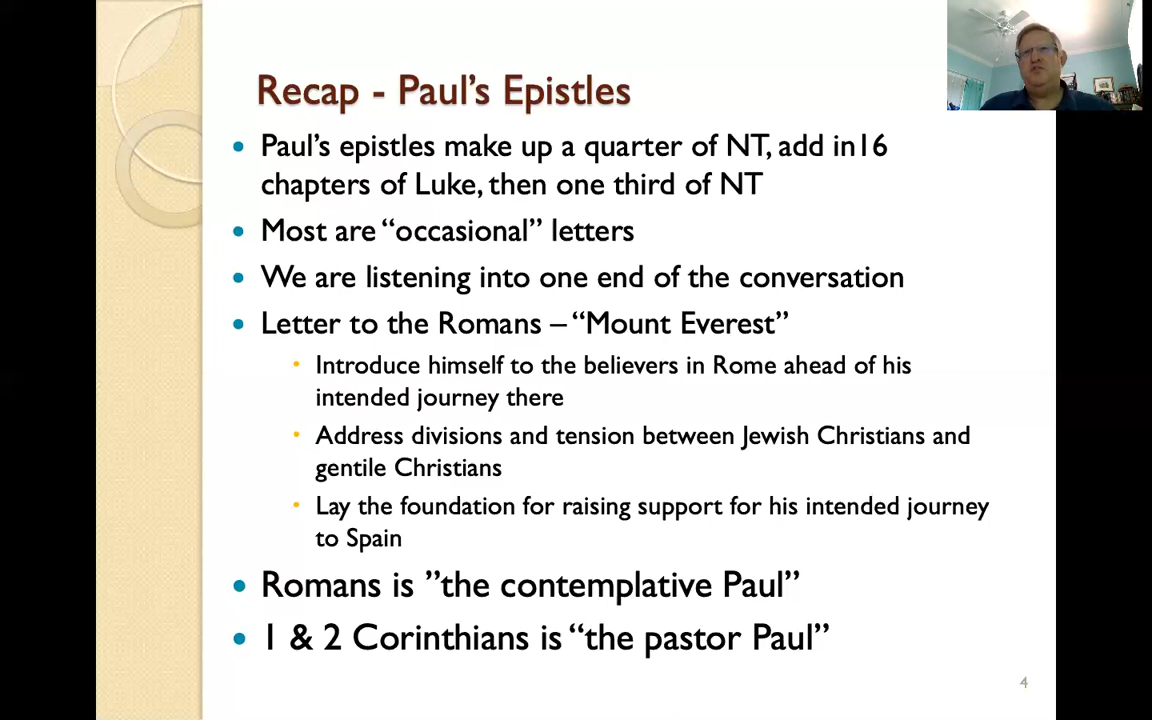 Recap - Paul's Epistles
• Paul's epistles make up a quarter of NT, add in16
chapters of Luke, then one third of NT
• Most are “occasional” letters
• We are listening into one end of the conversation
• Letter to the Romans – “Mount Everest”
• Introduce himself to the believers in Rome ahead of his
intended journey there
• Address divisions and tension between Jewish Christians and
gentile Christians
• Lay the foundation for raising support for his intended journey
to Spain
• Romans is ”the contemplative Paul”
• 1 & 2 Corinthians is “the pastor Paul”
4